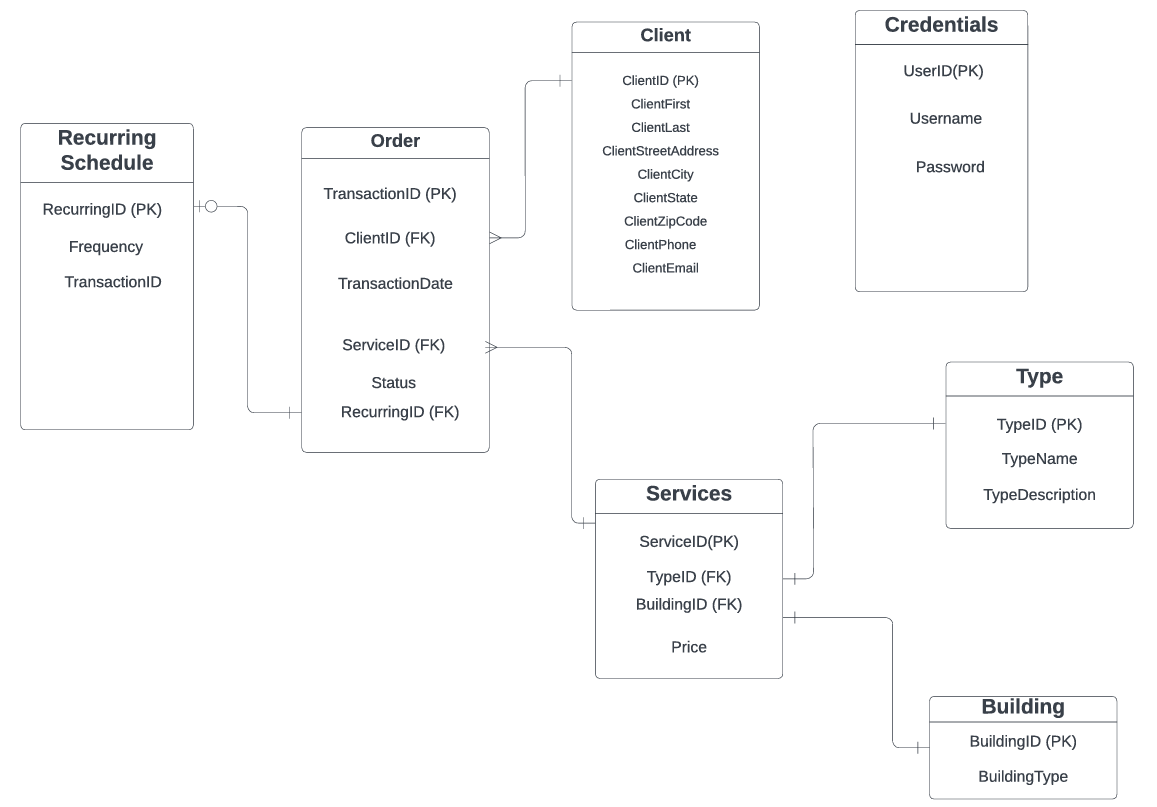 Recurring
Schedule
RecurringID (PK)
Frequency
TransactionID
Order
TransactionID (PK)
ClientID (FK)
TransactionDate
ServiceID (FK)
Status
RecurringID (FK)
Client
ClientID (PK)
ClientFirst
ClientLast
ClientStreetAddress
ClientCity
ClientState
ClientZipCode
ClientPhone
ClientEmail
Credentials
UserID(PK)
Username
Password
Services
ServiceID(PK)
TypeID (FK)
BuildingID (FK)
Price
Type
TypeID (PK)
TypeName
TypeDescription
Building
BuildingID (PK)
BuildingType